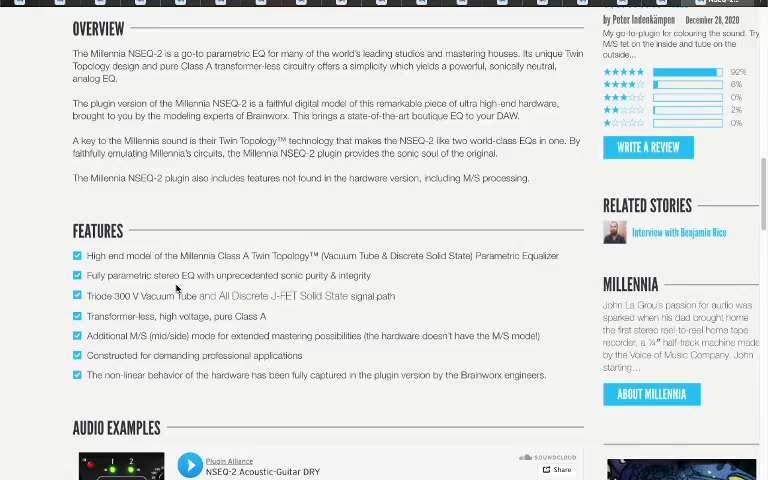 NSEQ-2...
OVERVIEW
The Millennia NSEQ-2 is a go-to parametric EQ for many of the world's leading studios and mastering houses. Its unique Twin
Topology design and pure Class A transformer-less circuitry offers a simplicity which yields a powerful, sonically neutral,
analog EQ.
The plugin version of the Millennia NSEQ-2 is a faithful digital model of this remarkable piece of ultra high-end hardware,
brought to you by the modeling experts of Brainworx. This brings a state-of-the-art boutique EQ to your DAW.
A key to the Millennia sound is their Twin Topology™ technology that makes the NSEQ-2 like two world-class EQs in one. By
faithfully emulating Millennia's circuits, the Millennia NSEQ-2 plugin provides the sonic soul of the original.
The Millennia NSEQ-2 plugin also includes features not found in the hardware version, including M/S processing.
FEATURES
High end model of the Millennia Class A Twin Topology™ (Vacuum Tube & Discrete Solid State) Parametric Equalizer
Fully parametric stereo EQ with unprecedented sonic purity & integrity
Triode 300 V Vacuum Tube and All Discrete J-FET Solid State signal path
Transformer-less, high voltage, pure Class A
Additional M/S (mid/side) mode for extended mastering possibilities (the hardware doesn't have the M/S mode!)
Constructed for demanding professional applications
The non-linear behavior of the hardware has been fully captured in the plugin version by the Brainworx engineers.
AUDIO EXAMPLES
1 2
Plugin Alliance
NSEQ-2 Acoustic-Guitar DRY
SOUNDCLOUD
Share
by Peter Indenkämpen December 28, 2020
My go-to-plugin for colouring the sound. Try
M/S fet on the inside and tube on the
outside...
92%
6%
0%
2%
0%
WRITE A REVIEW
RELATED STORIES
Interview with Benjamin Rice
MILLENNIA
John La Grou's passion for audio was
sparked when his dad brought home
the first stereo reel-to-reel home tape
recorder, a ¼" half-track machine made
by the Voice of Music Company. John
starting...
ABOUT MILLENNIA